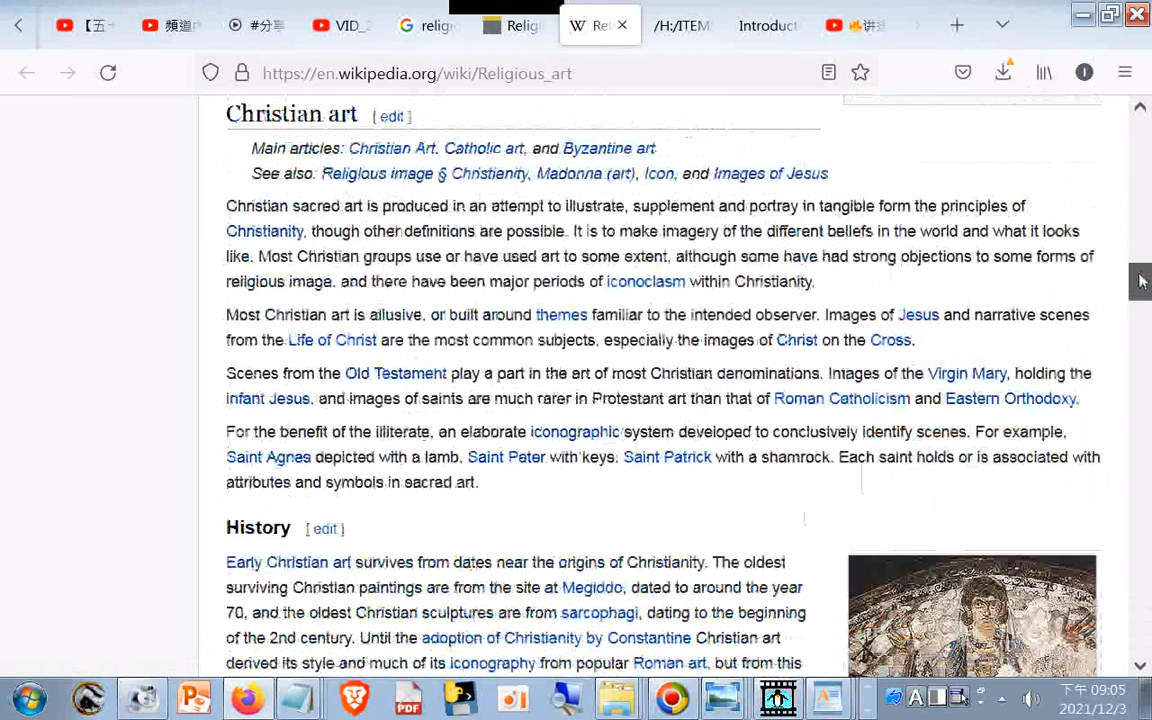 【五十
頻道
#分享
VID_2
religi
Religi
Rel
/H:/ITEM
Introduct
https://en.wikipedia.org/wiki/Religious_art
Christian art [ edit ]
Main articles: Christian Art, Catholic art, and Byzantine art
See also: Religious image § Christianity, Madonna (art), Icon, and Images of Jesus
Christian sacred art is produced in an attempt to illustrate, supplement and portray in tangible form the principles of
Christianity, though other definitions are possible. It is to make imagery of the different beliefs in the world and what it looks
like. Most Christian groups use or have used art to some extent, although some have had strong objections to some forms of
religious image, and there have been major periods of iconoclasm within Christianity.
Most Christian art is allusive, or built around themes familiar to the intended observer. Images of Jesus and narrative scenes
from the Life of Christ are the most common subjects, especially the images of Christ on the Cross.
Scenes from the Old Testament play a part in the art of most Christian denominations. Images of the Virgin Mary, holding the
infant Jesus, and images of saints are much rarer in Protestant art than that of Roman Catholicism and Eastern Orthodoxy.
For the benefit of the illiterate, an elaborate iconographic system developed to conclusively identify scenes. For example,
Saint Agnes depicted with a lamb, Saint Peter with keys, Saint Patrick with a shamrock. Each saint holds or is associated with
attributes and symbols in sacred art.
History [ edit ]
Early Christian art survives from dates near the origins of Christianity. The oldest
surviving Christian paintings are from the site at Megiddo, dated to around the year
70, and the oldest Christian sculptures are from sarcophagi, dating to the beginning
of the 2nd century. Until the adoption of Christianity by Constantine Christian art
derived its style and much of its iconography from popular Roman art, but from this
下午 09:05
2021/12/3